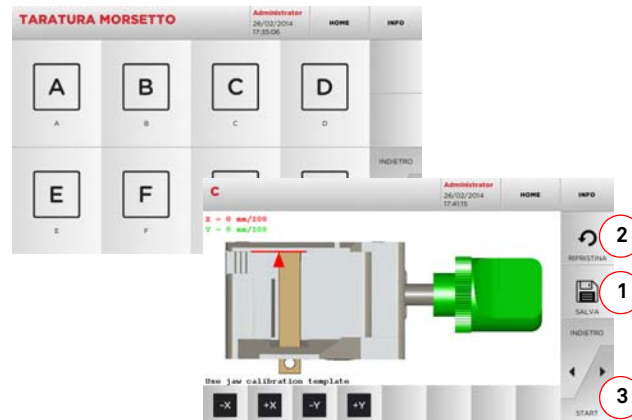 TARATURA MORSETTO
Administrator
26/02/2014
17:35:06
HOME
INFO
A
B
C
D
A
B
C
D
INDIETRO
E
F
E
F
C
Administrator
26/02/2014
17:41:15
HOME
INFO
X = 0 mm/100
Y = 0 mm/100
2
RIPRISTINA
1
SALVA
INDIETRO
Use jaw calibration template
-X
+X
-Y
+Y
3
START